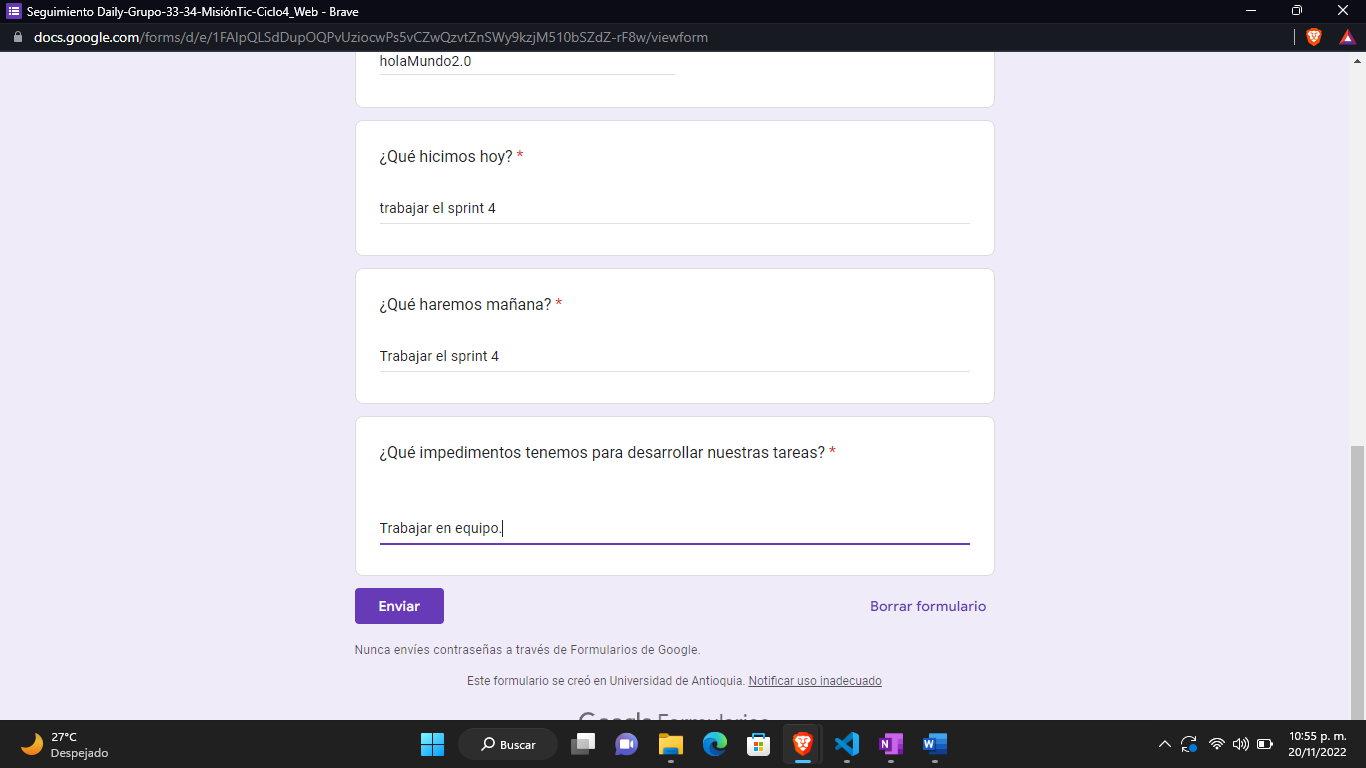 Seguimiento Daily-Grupo-33-34-MisiónTic-Ciclo4_Web - Brave
docs.google.com/forms/d/e/1FAIpQLSdDupOQPvUziocwPs5vCZwQzvtZnSWy9kzjM510bSZdZ-rF8w/viewform
holaMundo2.0
¿Qué hicimos hoy? *
trabajar el sprint 4
¿Qué haremos mañana? *
Trabajar el sprint 4
¿Qué impedimentos tenemos para desarrollar nuestras tareas? *
Trabajar en equipo.
Enviar
Borrar formulario
Nunca envíes contraseñas a través de Formularios de Google.
Este formulario se creó en Universidad de Antioquia. Notificar uso inadecuado
Google Formularios
27°C
Despejado
Buscar
10:55 p. m.
20/11/2022